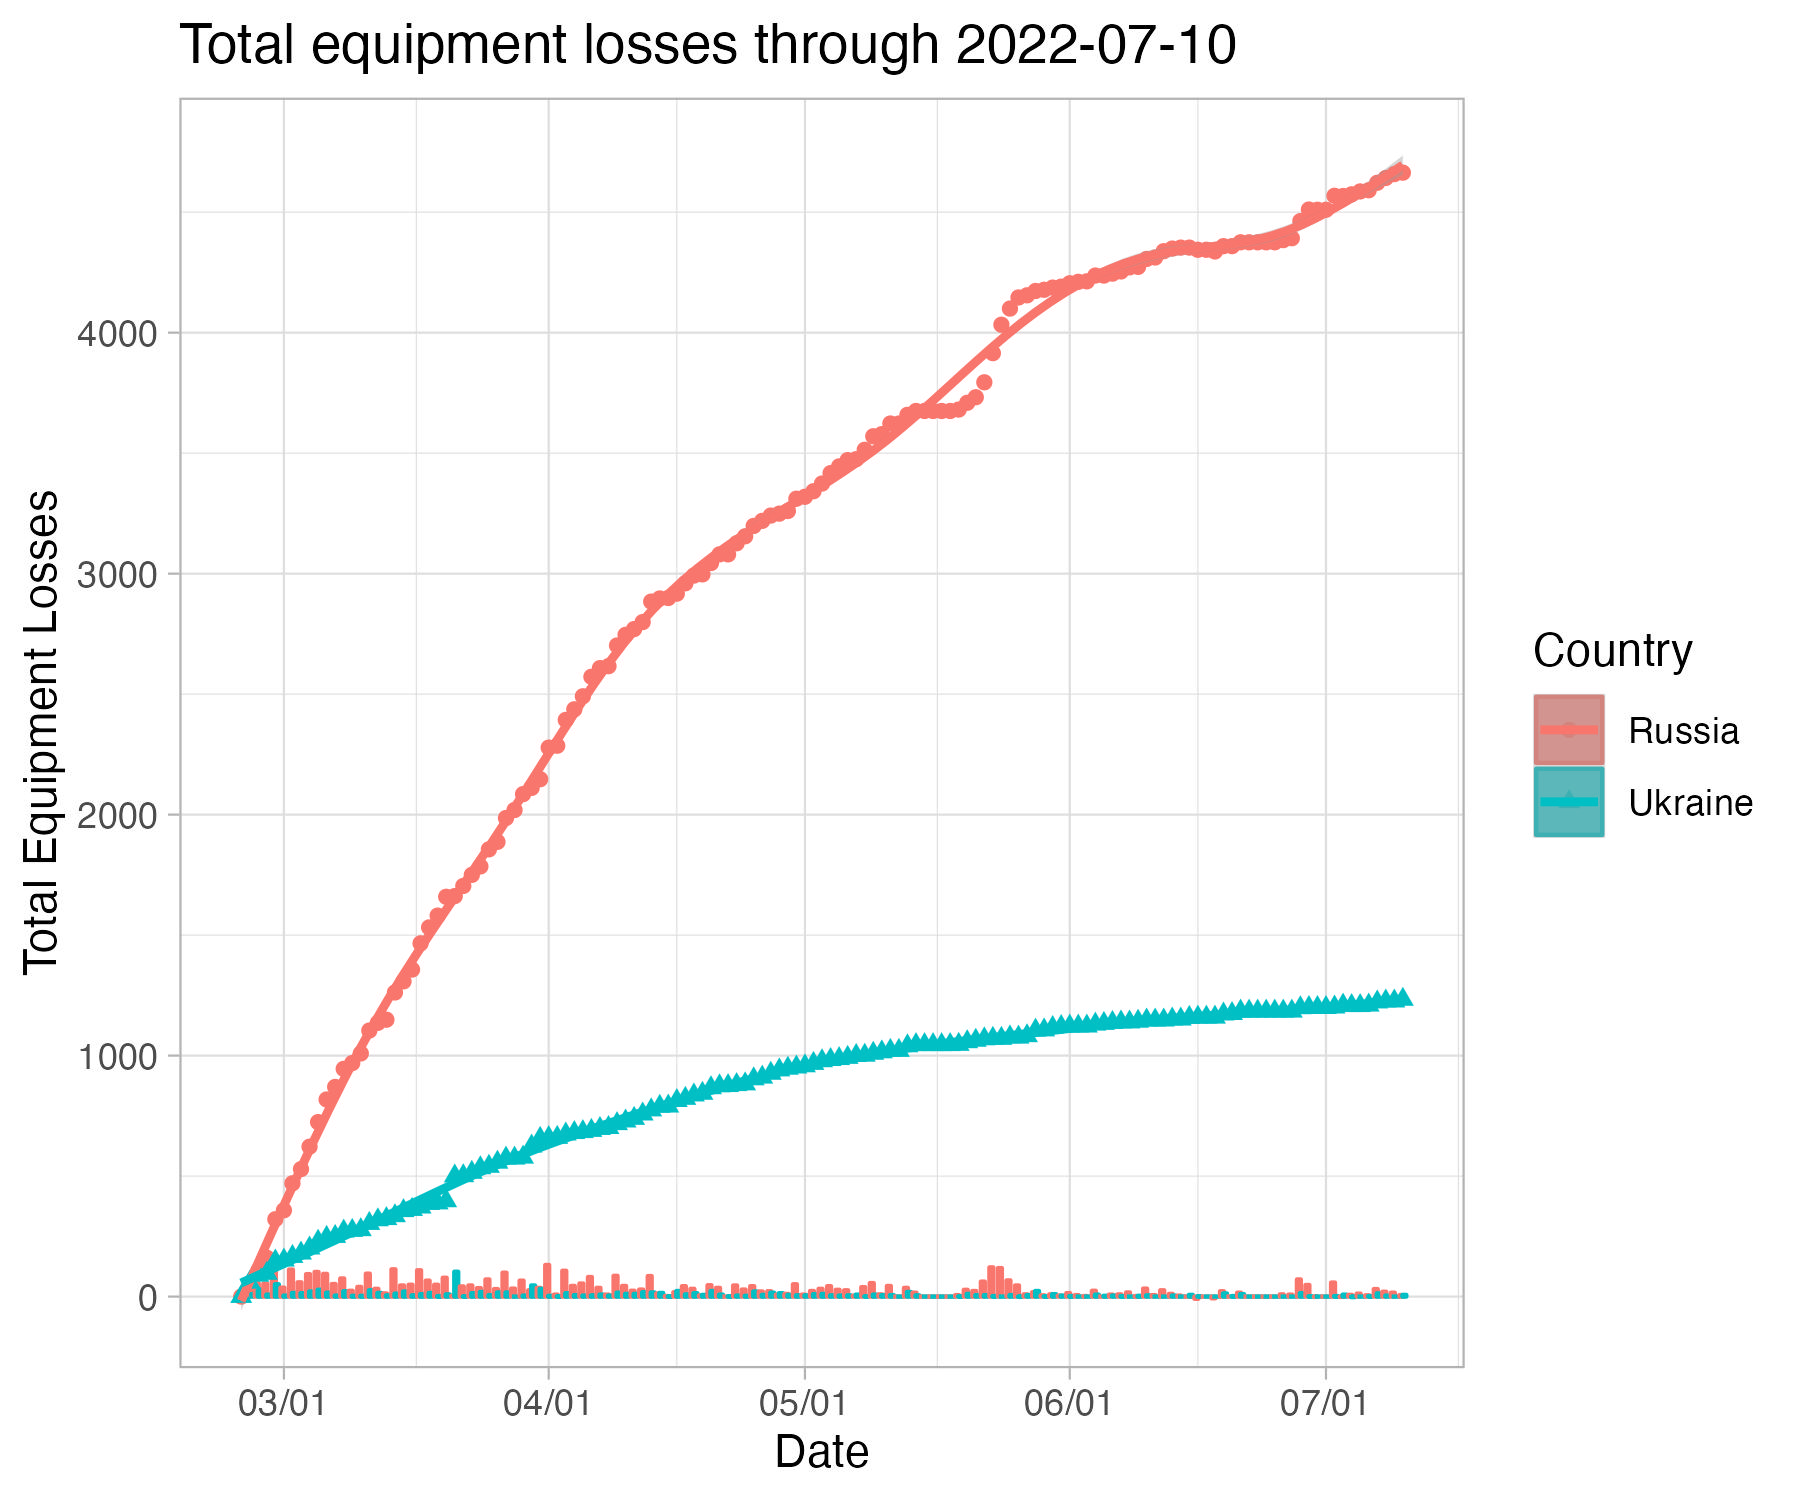 Total equipment losses through 2022-07-10
Total Equipment Losses
4000
3000
2000
1000
0
03/01
04/01
05/01
06/01
07/01
Date
Country
Russia
Ukraine